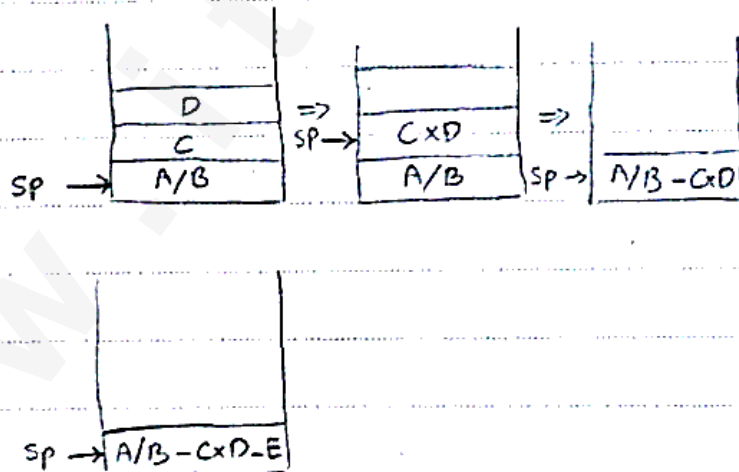 D => =>
C SP → C×D
SP → A/B A/B SP → A/B - C×D
SP → A/B - C×D - E